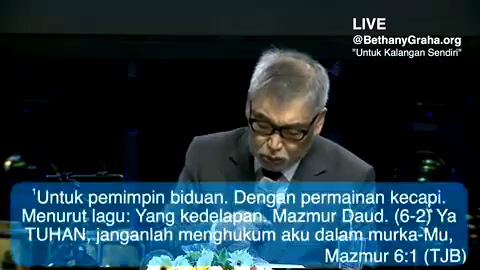 LIVE
@BethanyGraha.org
"Untuk Kalangan Sendiri"
¹Untuk pemimpin biduan. Dengan permainan kecapi.
Menurut lagu: Yang kedelapan. Mazmur Daud. (6-2) Ya
TUHAN, janganlah menghukum aku dalam murka-Mu,
Mazmur 6:1 (TJB)